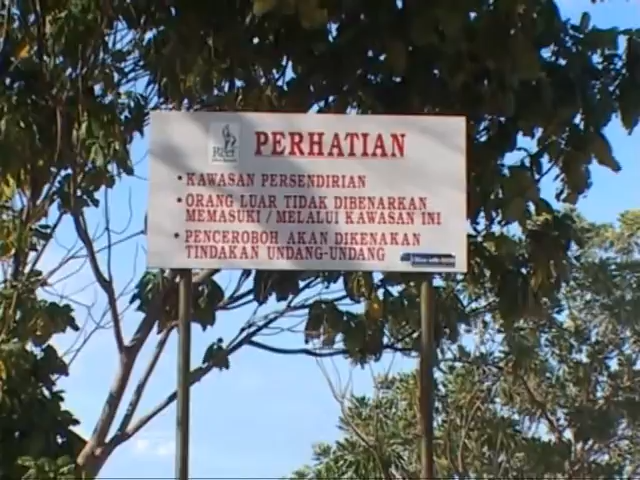 PERHATIAN
• KAWASAN PERSENDIRIAN
• ORANG LUAR TIDAK DIBENARKAN
MEMASUKI / MELALUI KAWASAN INI
• PENCEROBOH AKAN DIKENAKAN
TINDAKAN UNDANG-UNDANG